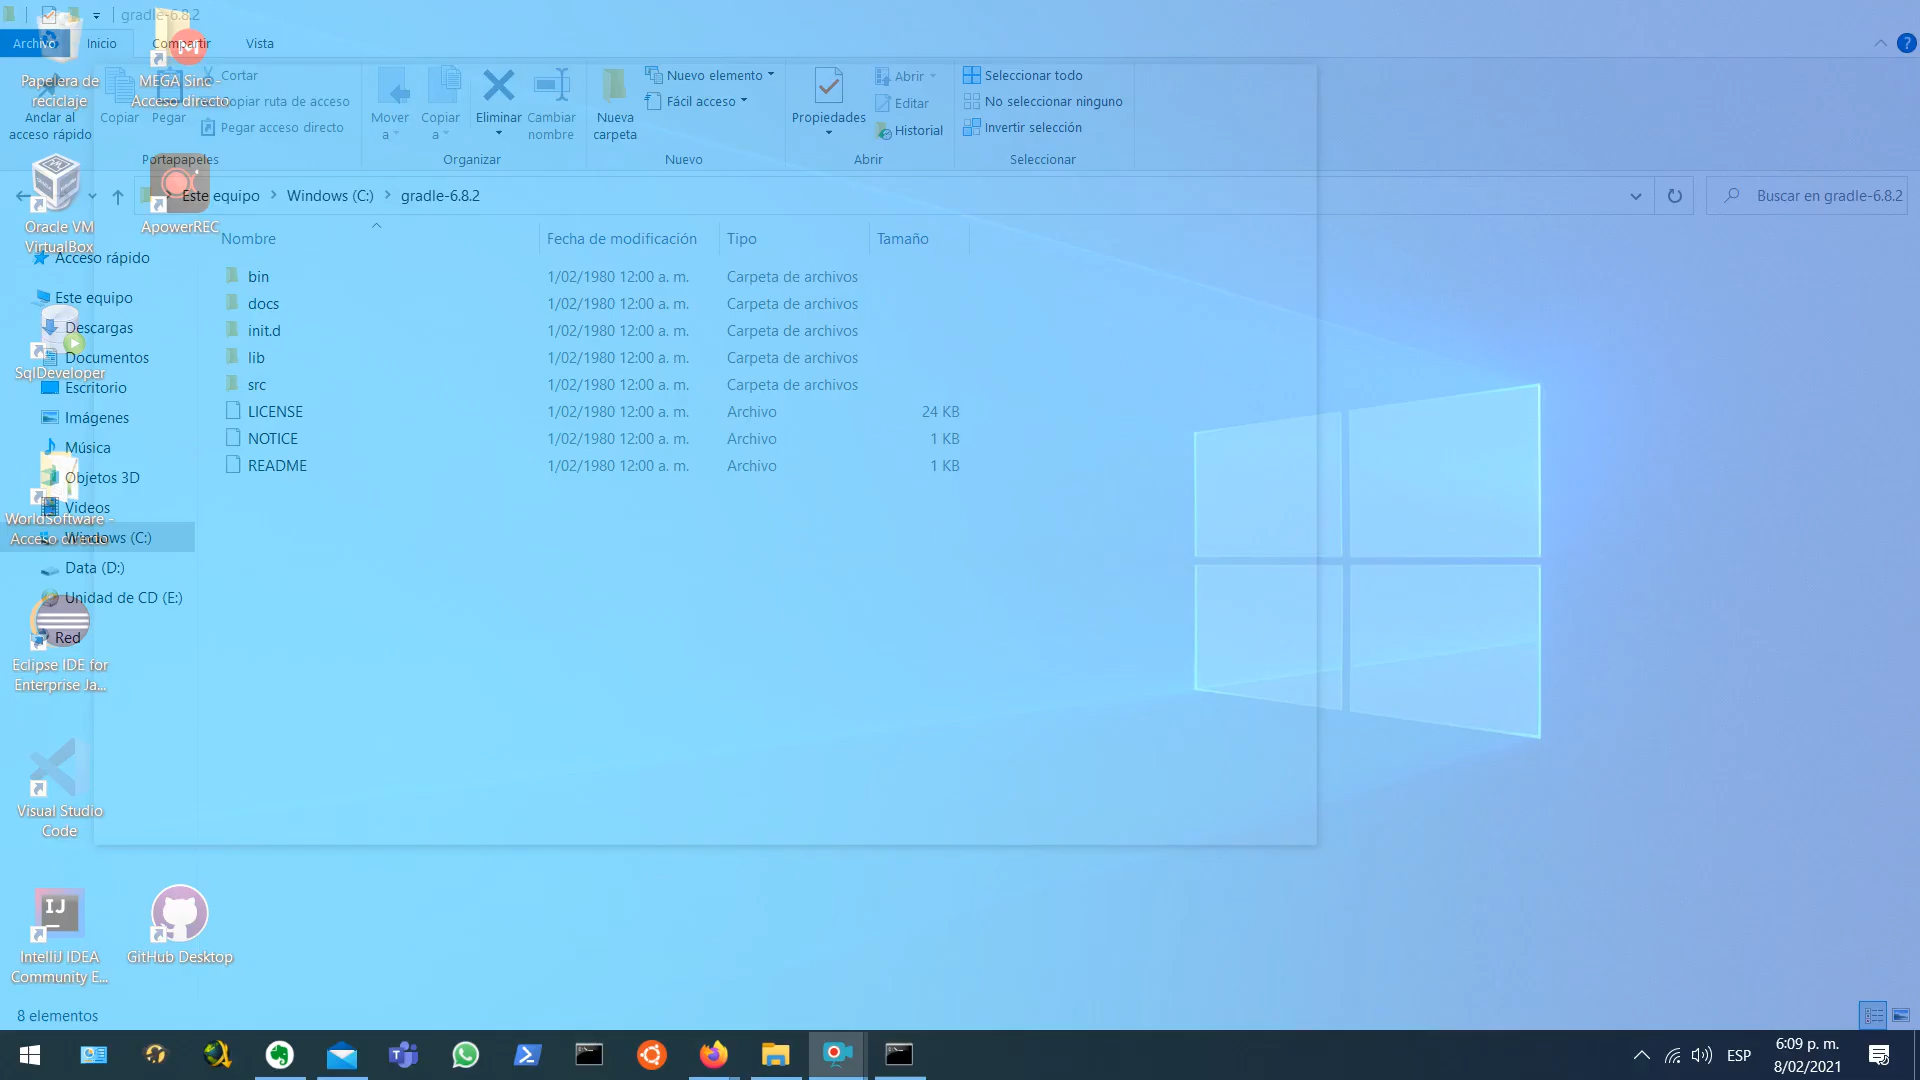 gradle-6.8.2
Archivo
Inicio
Compartir
Vista
Anclar al
acceso rápido
Copiar
Pegar
Cortar
Copiar ruta de acceso
Pegar acceso directo
Portapapeles
Mover
a
Copiar
a
Eliminar
Cambiar
nombre
Organizar
Nueva
carpeta
Nuevo elemento
Fácil acceso
Nuevo
Propiedades
Abrir
Editar
Historial
Abrir
Seleccionar todo
No seleccionar ninguno
Invertir selección
Seleccionar
Este equipo
Windows (C:)
gradle-6.8.2
Buscar en gradle-6.8.2
Nombre
Fecha de modificación
Tipo
Tamaño
bin 1/02/1980 12:00 a. m. Carpeta de archivos
docs 1/02/1980 12:00 a. m. Carpeta de archivos
init.d 1/02/1980 12:00 a. m. Carpeta de archivos
lib 1/02/1980 12:00 a. m. Carpeta de archivos
src 1/02/1980 12:00 a. m. Carpeta de archivos
LICENSE 1/02/1980 12:00 a. m. Archivo 24 KB
NOTICE 1/02/1980 12:00 a. m. Archivo 1 KB
README 1/02/1980 12:00 a. m. Archivo 1 KB
Acceso rápido
Este equipo
Descargas
Documentos
Escritorio
Imágenes
Música
Objetos 3D
Videos
Windows (C:)
Data (D:)
Unidad de CD (E:)
Red
8 elementos
Papelera de
reciclaje
MEGA Sinc -
Acceso directo
Oracle VM
VirtualBox
ApowerREC
SqlDeveloper
WorldSoftware -
Acceso directo
Eclipse IDE for
Enterprise Ja...
Visual Studio
Code
IJ
IntelliJ IDEA
Community E...
GitHub Desktop
ESP
6:09 p. m.
8/02/2021